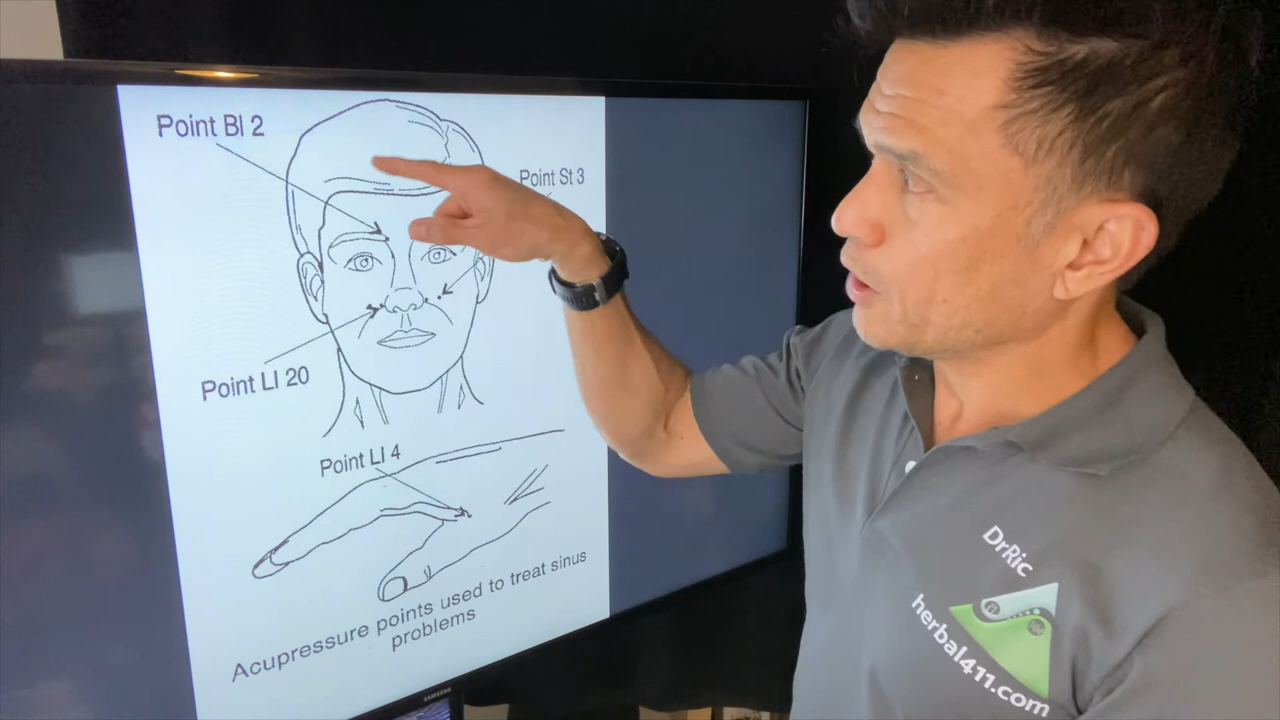 Point Bl 2
Point St 3
Point LI 20
Point LI 4
Acupressure points used to treat sinus
problems
SAMSUNG
DrRic
herbal411.com